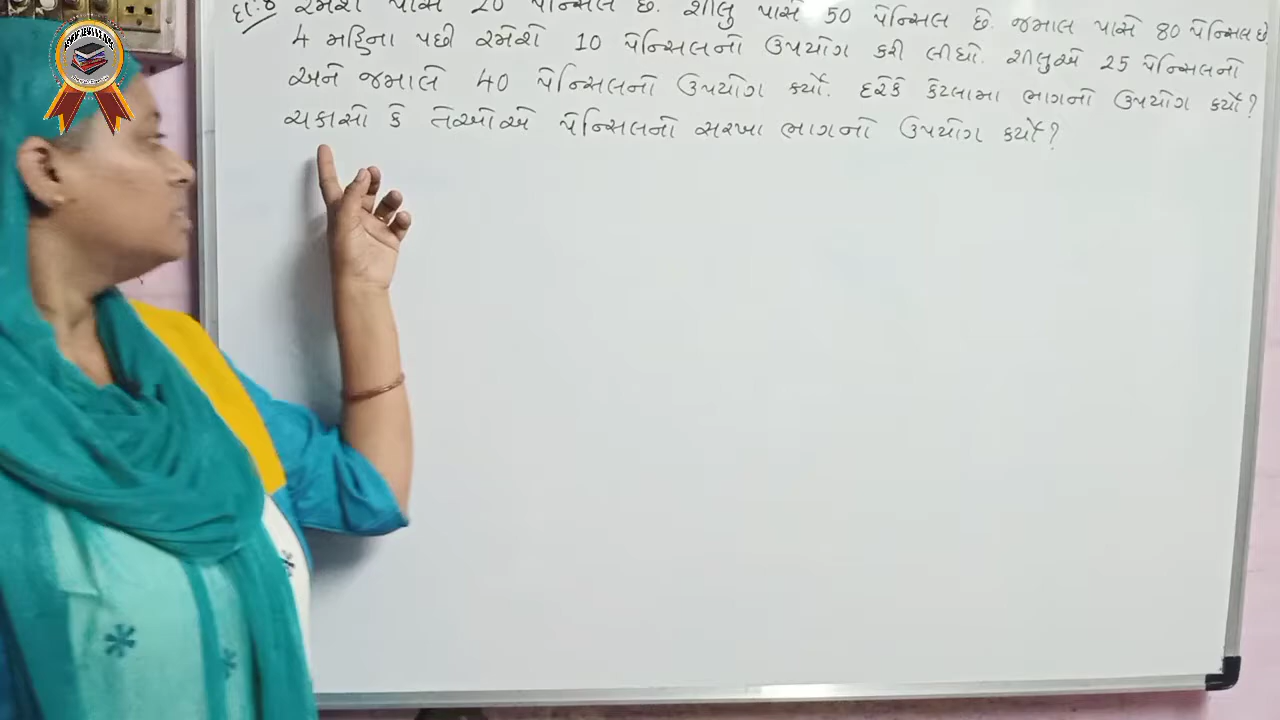 દા:૪ રમેશ પાસે 20 પેન્સિલ છે. શીલુ પાસે 50 પેન્સિલ છે. જમાલ પાસે 80 પેન્સિલ છે
4 મહિના પછી રમેશે 10 પેન્સિલનો ઉપયોગ કરી લીધો. શીલુએ 25 પેન્સિલનો
અને જમાલે 40 પેન્સિલનો ઉપયોગ કર્યો. દરેકે કેટલામા ભાગનો ઉપયોગ કર્યો?
ચકાસો કે તેઓએ પેન્સિલનો સરખા ભાગનો ઉપયોગ કર્યો?